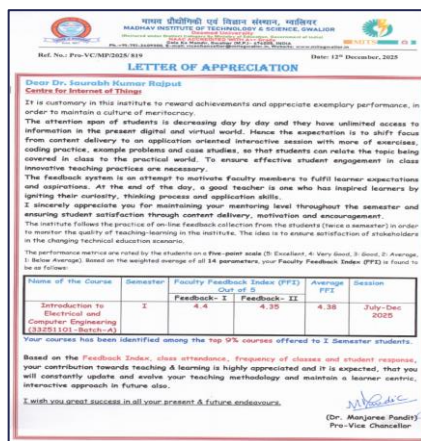 माधव प्रौद्योगिकी एवं विज्ञान संस्थान, ग्वालियर
MADHAV INSTITUTE OF TECHNOLOGY & SCIENCE, GWALIOR
Deemed University
NAAC ACCREDITED WITH A++ Grade
Ref. No.: Pro-VC/MP/2025/819
Date: 12th December, 2025
LETTER OF APPRECIATION
Dear Dr. Saurabh Kumar Rajput
Centre for Internet of Things
It is customary in this institute to reward achievements and appreciate exemplary performance, in
order to maintain a culture of meritocracy.
The attention span of students is decreasing day by day and they have unlimited access to
information in the present digital and virtual world. Hence the expectation is to shift focus
from content delivery to an application oriented interactive session with more of exercises,
coding practice, example problems and case studies, so that students can relate the topic being
covered in class to the practical world. To ensure effective student engagement in class
innovative teaching practices are necessary.
The feedback system is an attempt to motivate faculty members to fulfil learner expectations
and aspirations. At the end of the day, a good teacher is one who has inspired learners by
igniting their curiosity, thinking process and application skills.
I sincerely appreciate you for maintaining your mentoring level throughout the semester and
ensuring student satisfaction through content delivery, motivation and encouragement.
The institute follows the practice of on-line feedback collection from the students (twice a semester) in order
to monitor the quality of teaching-learning in the institute. The idea is to ensure satisfaction of stakeholders
in the changing technical education scenario.
The performance metrics are rated by the students on a five-point scale (5: Excellent, 4: Very Good, 3: Good, 2: Average,
1: Below Average). Based on the weighted average of all 14 parameters, your Faculty Feedback Index (FFI) is found to
be as follows:
Name of the Course Semester Faculty Feedback Index (FFI) Out of 5 Average FFI Session
Feedback- I Feedback- II
Introduction to Electrical and Computer Engineering (33251101-Batch-A) I 4.4 4.35 4.38 July-Dec 2025
Your courses has been identified among the top 9% courses offered to I Semester students.
Based on the Feedback Index, class attendance, frequency of classes and student response,
your contribution towards teaching & learning is highly appreciated and it is expected, that you
will constantly update and evolve your teaching methodology and maintain a learner centric,
interactive approach in future also.
I wish you great success in all your present & future endeavours.
(Dr. Manjaree Pandit)
Pro-Vice Chancellor